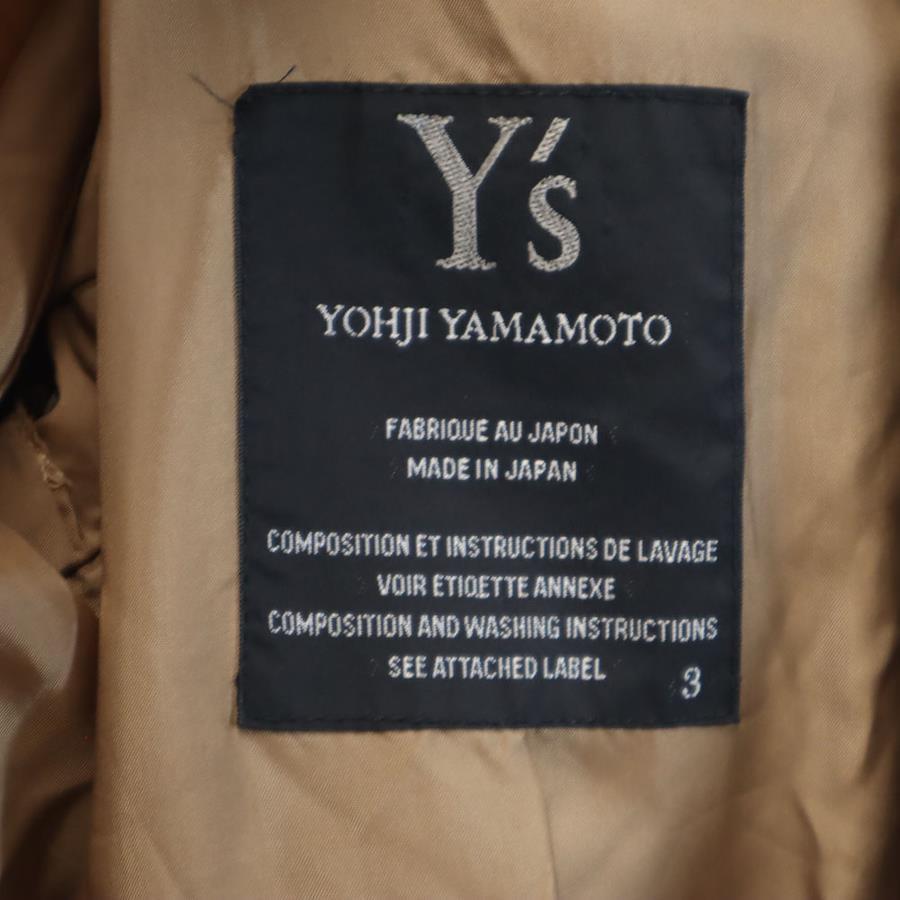 Y's
YOHJI YAMAMOTO
FABRIQUE AU JAPON
MADE IN JAPAN
COMPOSITION ET INSTRUCTIONS DE LAVAGE
VOIR ETIQETTE ANNEXE
COMPOSITION AND WASHING INSTRUCTIONS
SEE ATTACHED LABEL
3